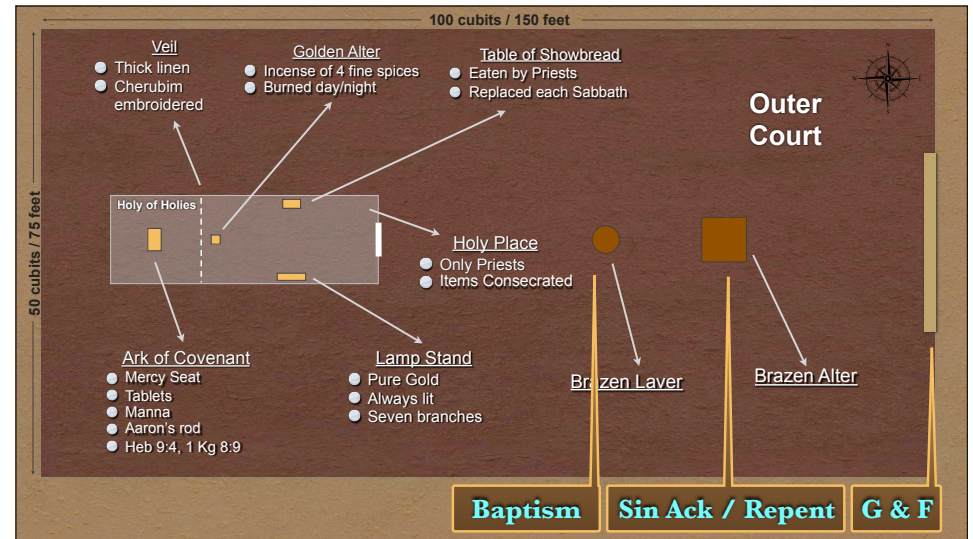 100 cubits / 150 feet
50 cubits / 75 feet
Veil
Thick linen
Cherubim
embroidered
Golden Alter
Incense of 4 fine spices
Burned day/night
Table of Showbread
Eaten by Priests
Replaced each Sabbath
Outer
Court
N
W
E
S
Holy of Holies
Holy Place
Only Priests
Items Consecrated
Ark of Covenant
Mercy Seat
Tablets
Manna
Aaron's rod
Heb 9:4, 1 Kg 8:9
Lamp Stand
Pure Gold
Always lit
Seven branches
Brazen Laver
Brazen Alter
Baptism
Sin Ack / Repent
G & F